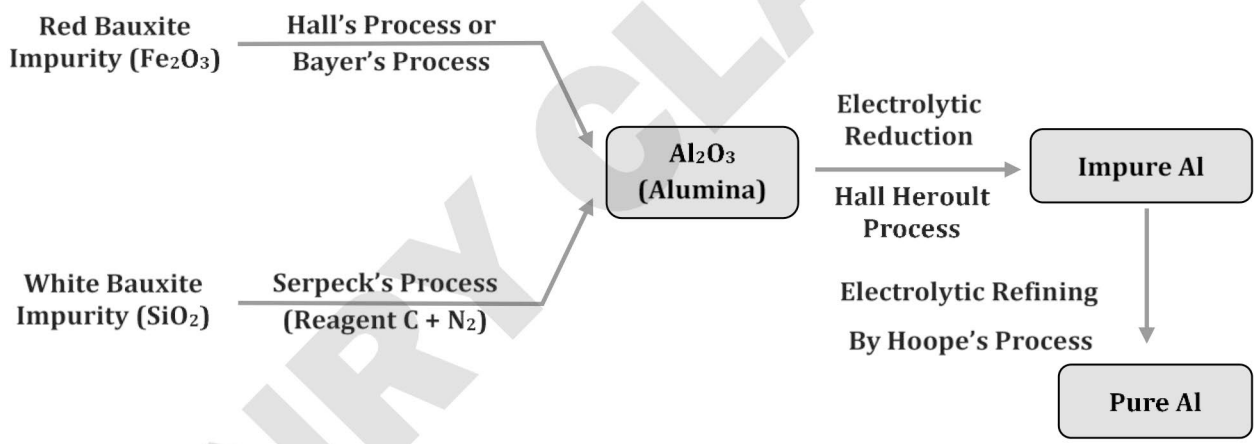 Red Bauxite
Impurity (Fe₂O₃)
Hall's Process or
Bayer's Process
Al₂O₃
(Alumina)
Electrolytic
Reduction
Hall Heroult
Process
Impure Al
White Bauxite
Impurity (SiO₂)
Serpeck's Process
(Reagent C + N₂)
Electrolytic Refining
By Hoope's Process
Pure Al